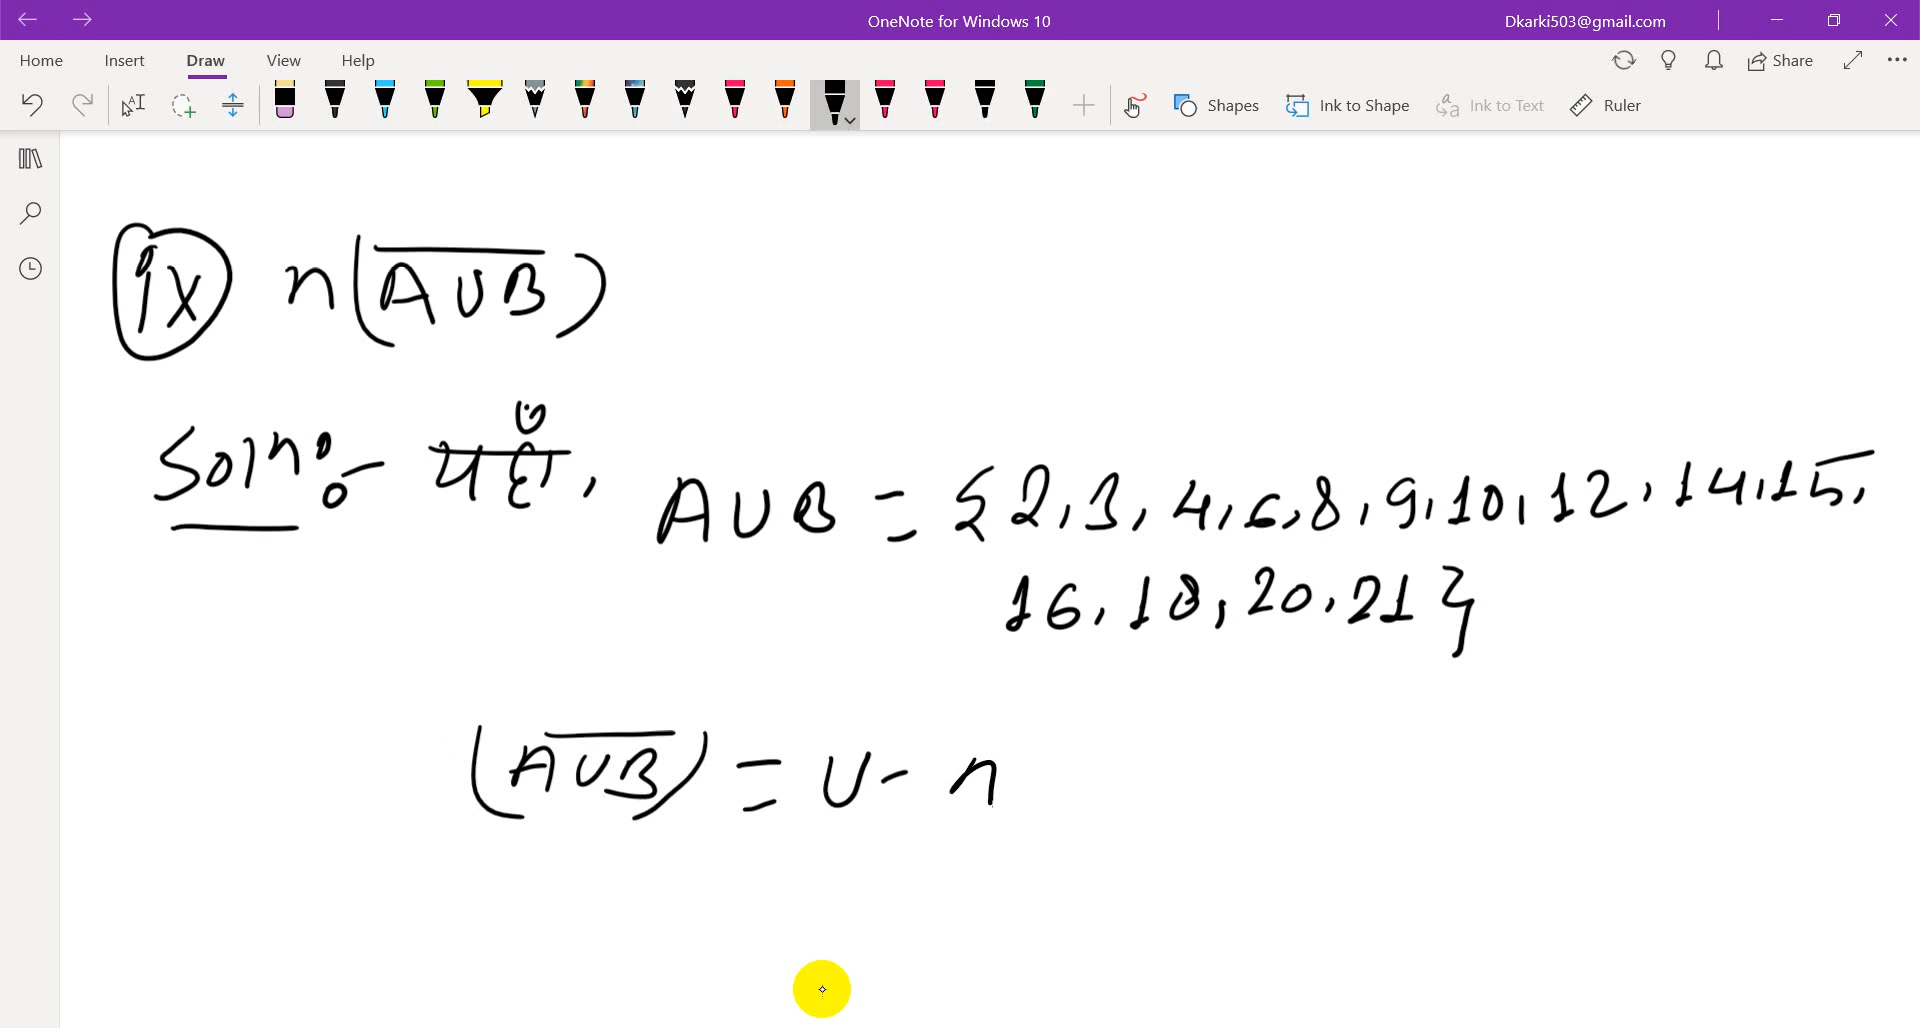 OneNote for Windows 10
Dkarki503@gmail.com
Home Insert Draw View Help
Share
Shapes Ink to Shape Ink to Text Ruler
ix n(A∪B)‾
Soln:- यहाँ, A∪B = {2,3,4,6,8,9,10,12,14,15,
16,18,20,21}
(A∪B)‾ = U - n